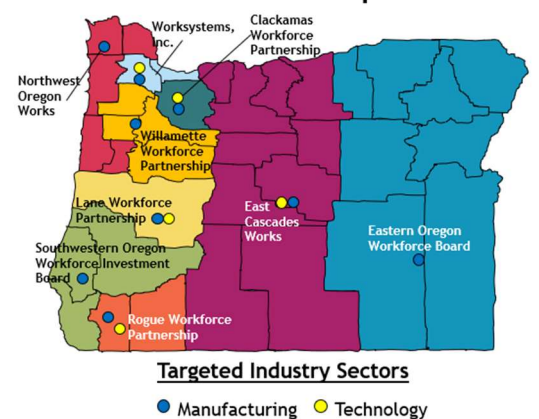 Worksystems,
Inc.
Clackamas
Workforce
Partnership
Northwest
Oregon
Works
Willamette
Workforce
Partnership
Lane Workforce
Partnership
East
Cascades
Works
Eastern Oregon
Workforce Board
Southwestern Oregon
Workforce Investment
Board
Rogue Workforce
Partnership
Targeted Industry Sectors
Manufacturing
Technology